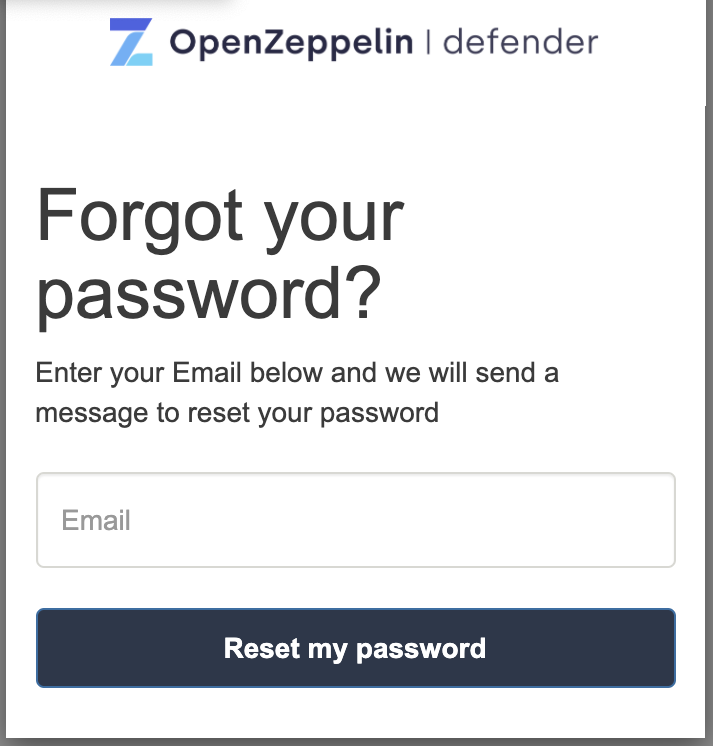 OpenZeppelin | defender
Forgot your
password?
Enter your Email below and we will send a
message to reset your password
Email
Reset my password